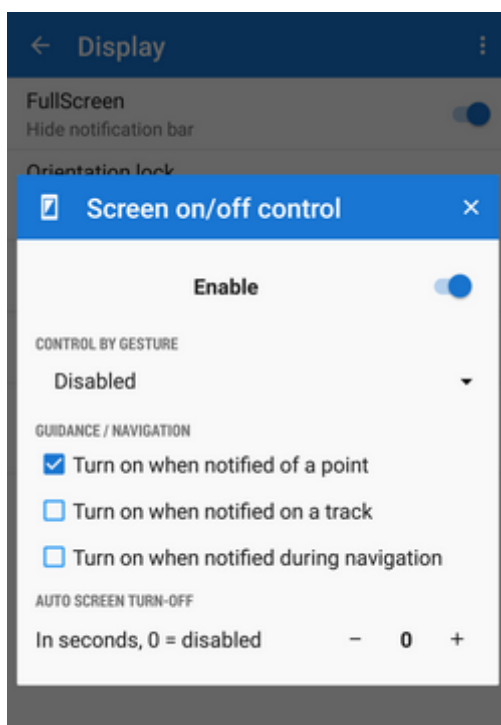 Display
FullScreen
Hide notification bar
Orientation lock
Screen on/off control
Enable
CONTROL BY GESTURE
Disabled
GUIDANCE / NAVIGATION
Turn on when notified of a point
Turn on when notified on a track
Turn on when notified during navigation
AUTO SCREEN TURN-OFF
In seconds, 0 = disabled − 0 +